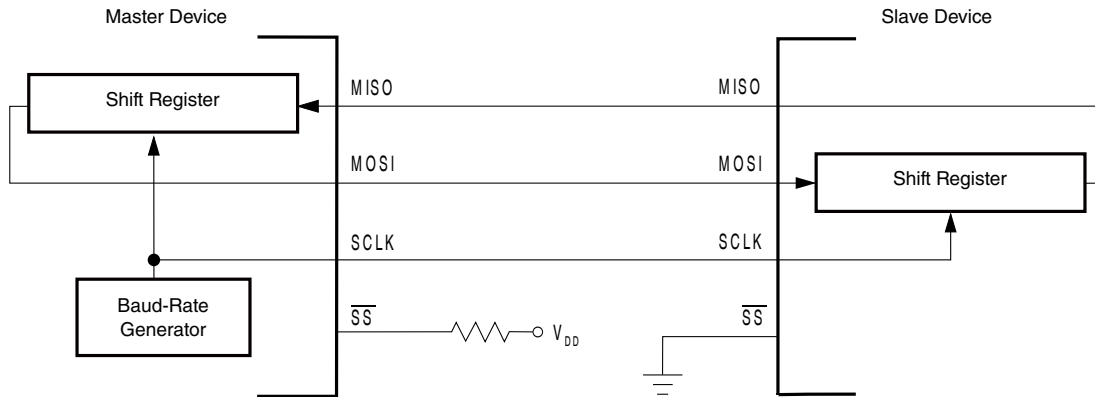 Master Device
Slave Device
Shift Register
MISO
MISO
MOSI
MOSI
Shift Register
SCLK
SCLK
Baud-Rate
Generator
SS
V_DD
SS